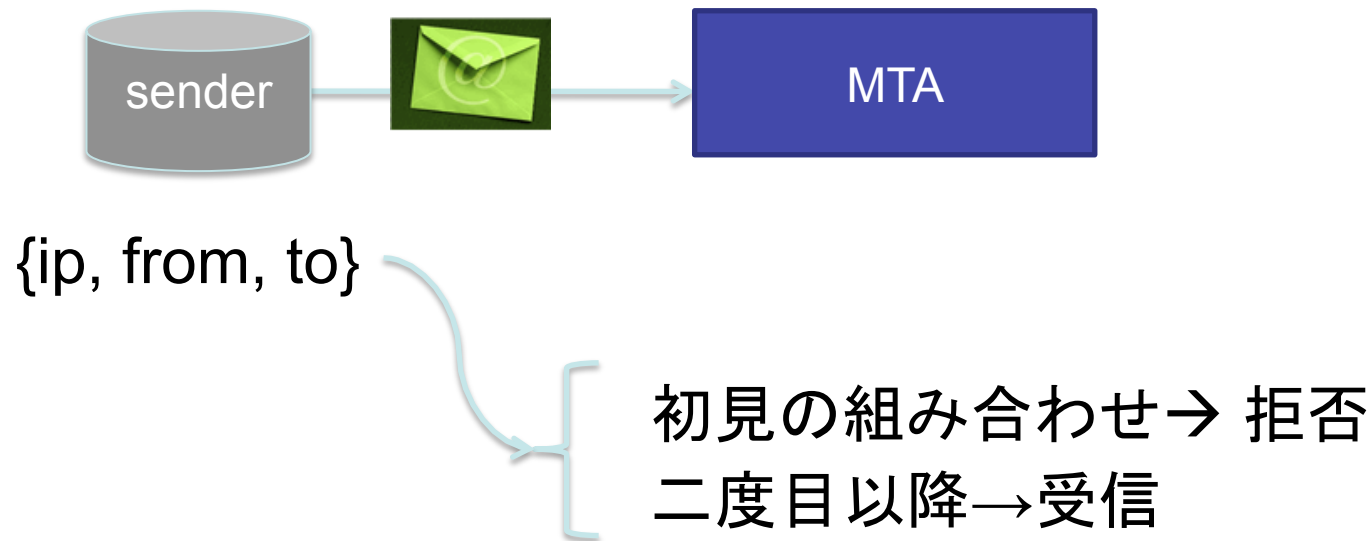 sender
@
MTA
{ip, from, to}
初見の組み合わせ→ 拒否
二度目以降→受信